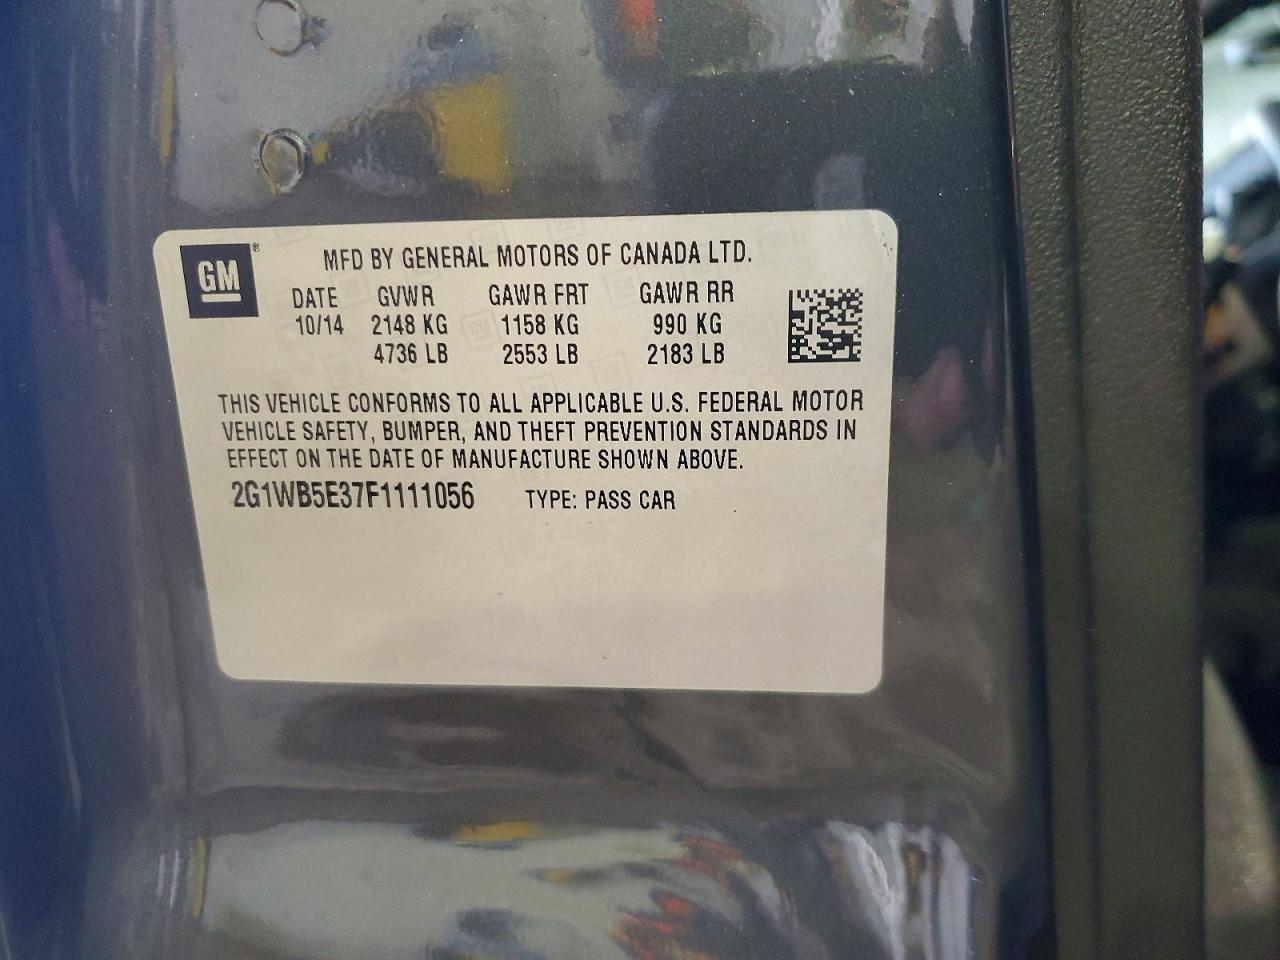 GM®
MFD BY GENERAL MOTORS OF CANADA LTD.
DATE GVWR GAWR FRT GAWR RR
10/14 2148 KG 1158 KG 990 KG
4736 LB 2553 LB 2183 LB
THIS VEHICLE CONFORMS TO ALL APPLICABLE U.S. FEDERAL MOTOR
VEHICLE SAFETY, BUMPER, AND THEFT PREVENTION STANDARDS IN
EFFECT ON THE DATE OF MANUFACTURE SHOWN ABOVE.
2G1WB5E37F1111056 TYPE: PASS CAR